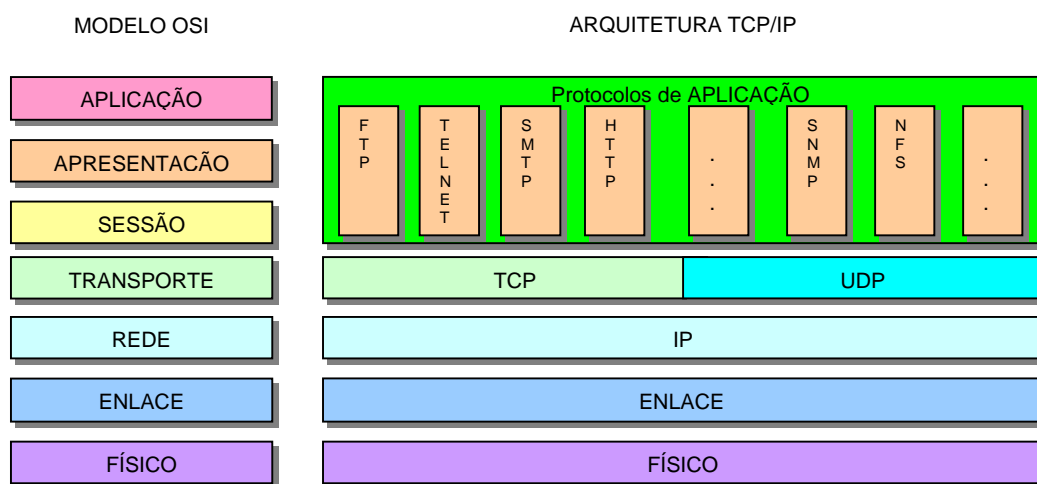 MODELO OSI
ARQUITETURA TCP/IP
APLICAÇÃO
APRESENTACÃO
SESSÃO
TRANSPORTE
REDE
ENLACE
FÍSICO
Protocolos de APLICAÇÃO
FTP
TELNET
SMTP
HTTP
. . .
SNMP
NFS
. . .
TCP
UDP
IP
ENLACE
FÍSICO